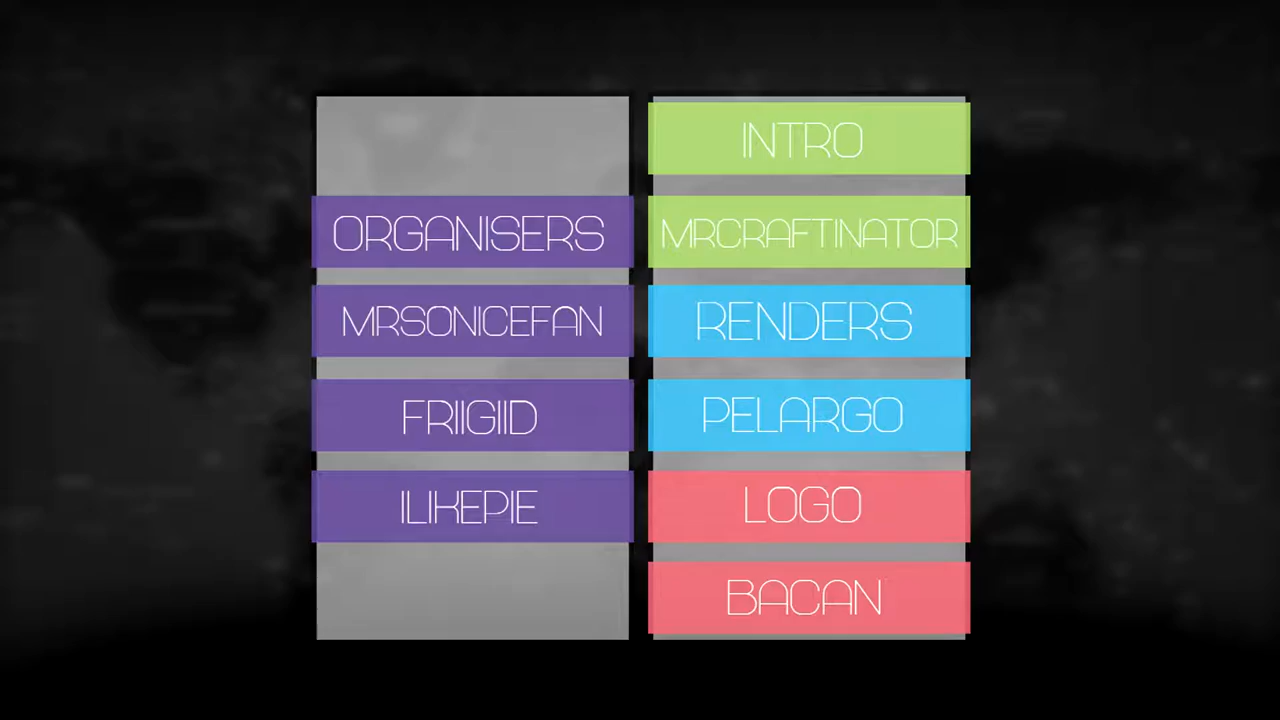 ORGANISERS
MRSONICEFAN
FRIIGIID
ILIKEPIE
INTRO
MRCRAFTINATOR
RENDERS
PELARGO
LOGO
BACAN